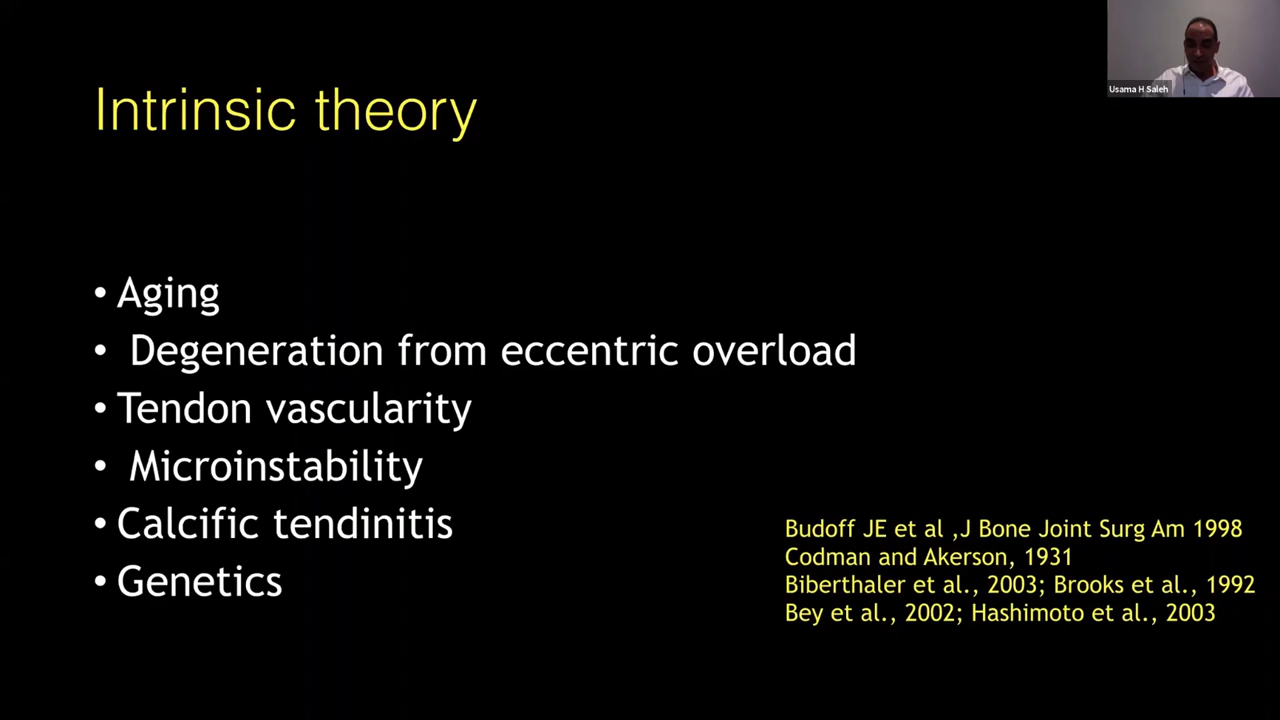 Usama H Saleh
Intrinsic theory
• Aging
• Degeneration from eccentric overload
• Tendon vascularity
• Microinstability
• Calcific tendinitis
• Genetics
Budoff JE et al ,J Bone Joint Surg Am 1998
Codman and Akerson, 1931
Biberthaler et al., 2003; Brooks et al., 1992
Bey et al., 2002; Hashimoto et al., 2003